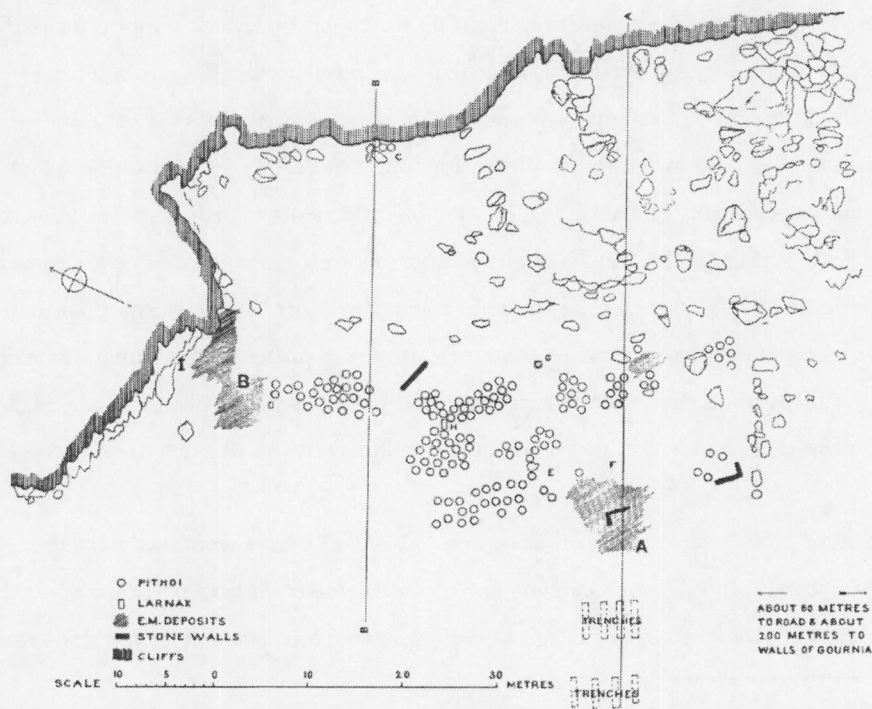 A
B
C
I
B
G
D
H
E
F
A
PITHOI
LARNAX
E.M. DEPOSITS
STONE WALLS
CLIFFS
TRENCHES
B
ABOUT 60 METRES
TO ROAD & ABOUT
200 METRES TO
WALLS OF GOURNIA
SCALE 10 5 0 10 20 30 METRES
TRENCHES